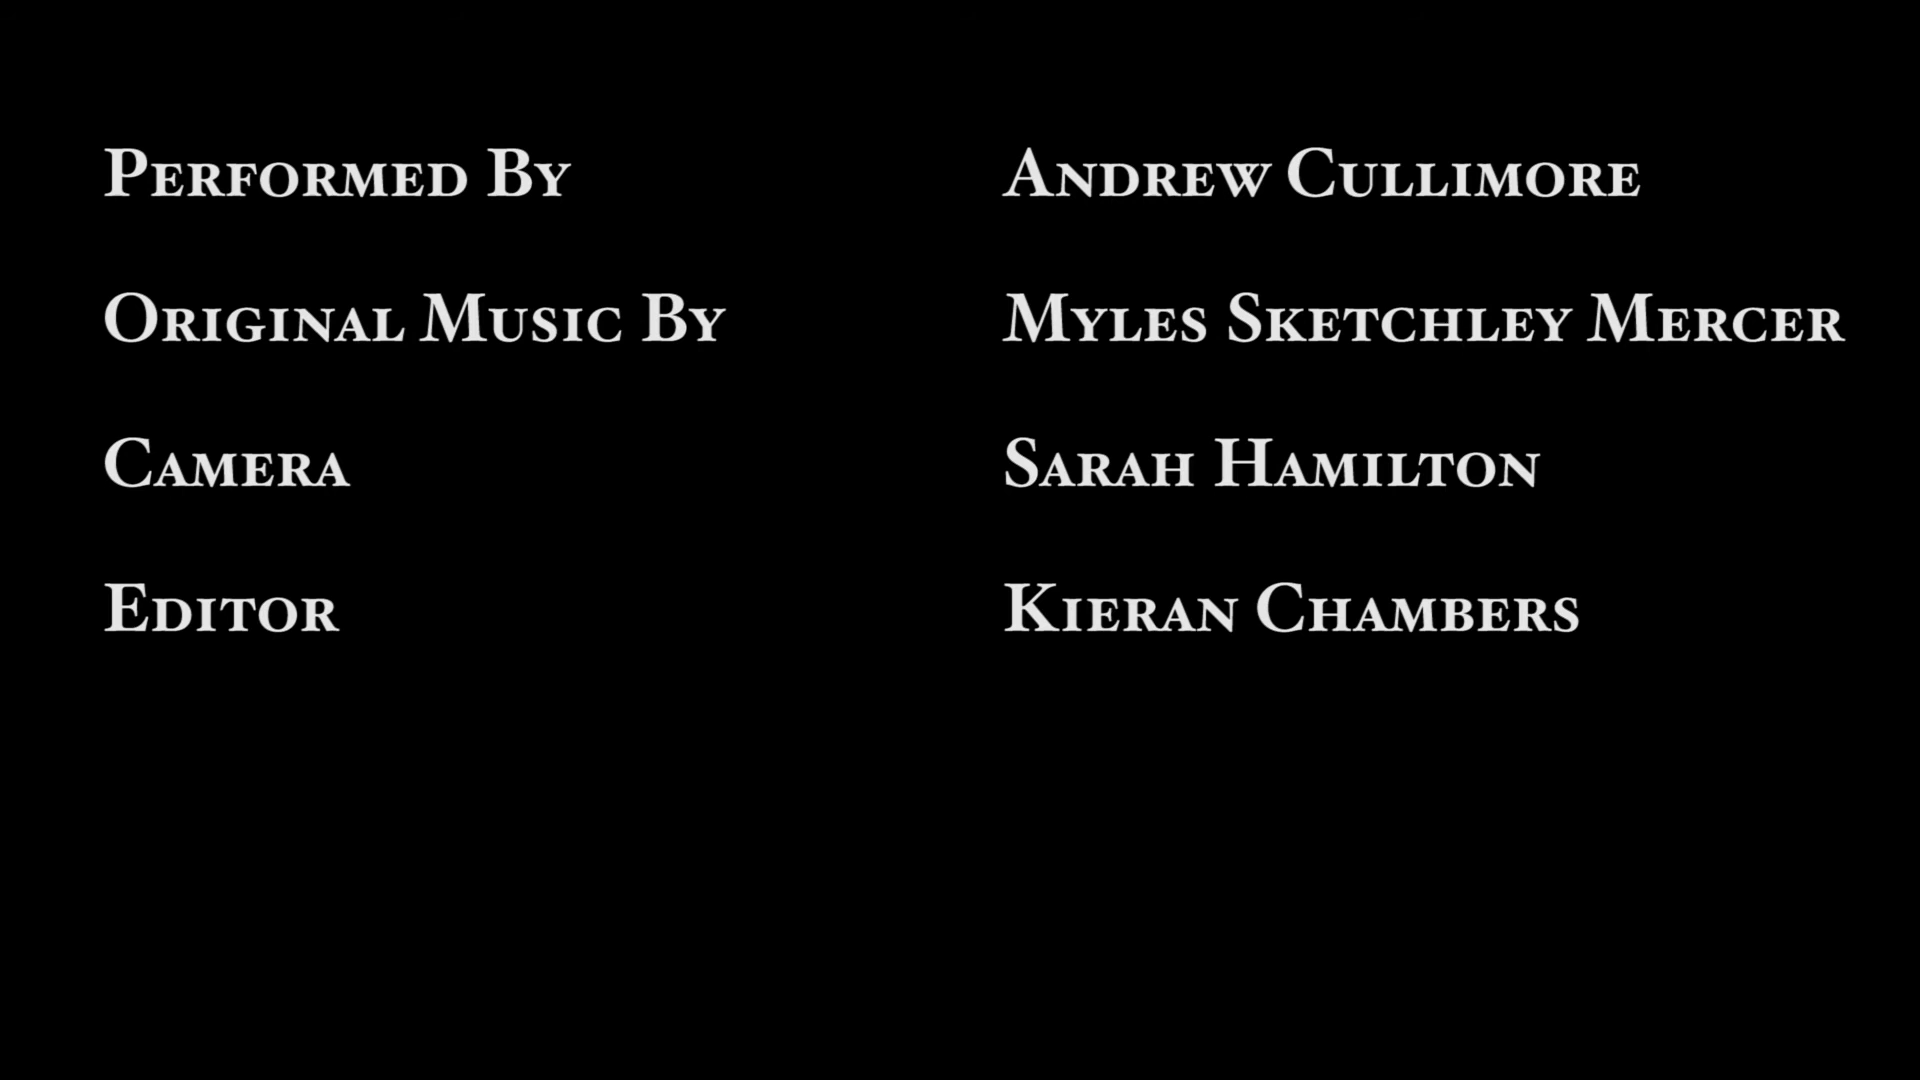 Performed By Andrew Cullimore
Original Music By Myles Sketchley Mercer
Camera Sarah Hamilton
Editor Kieran Chambers